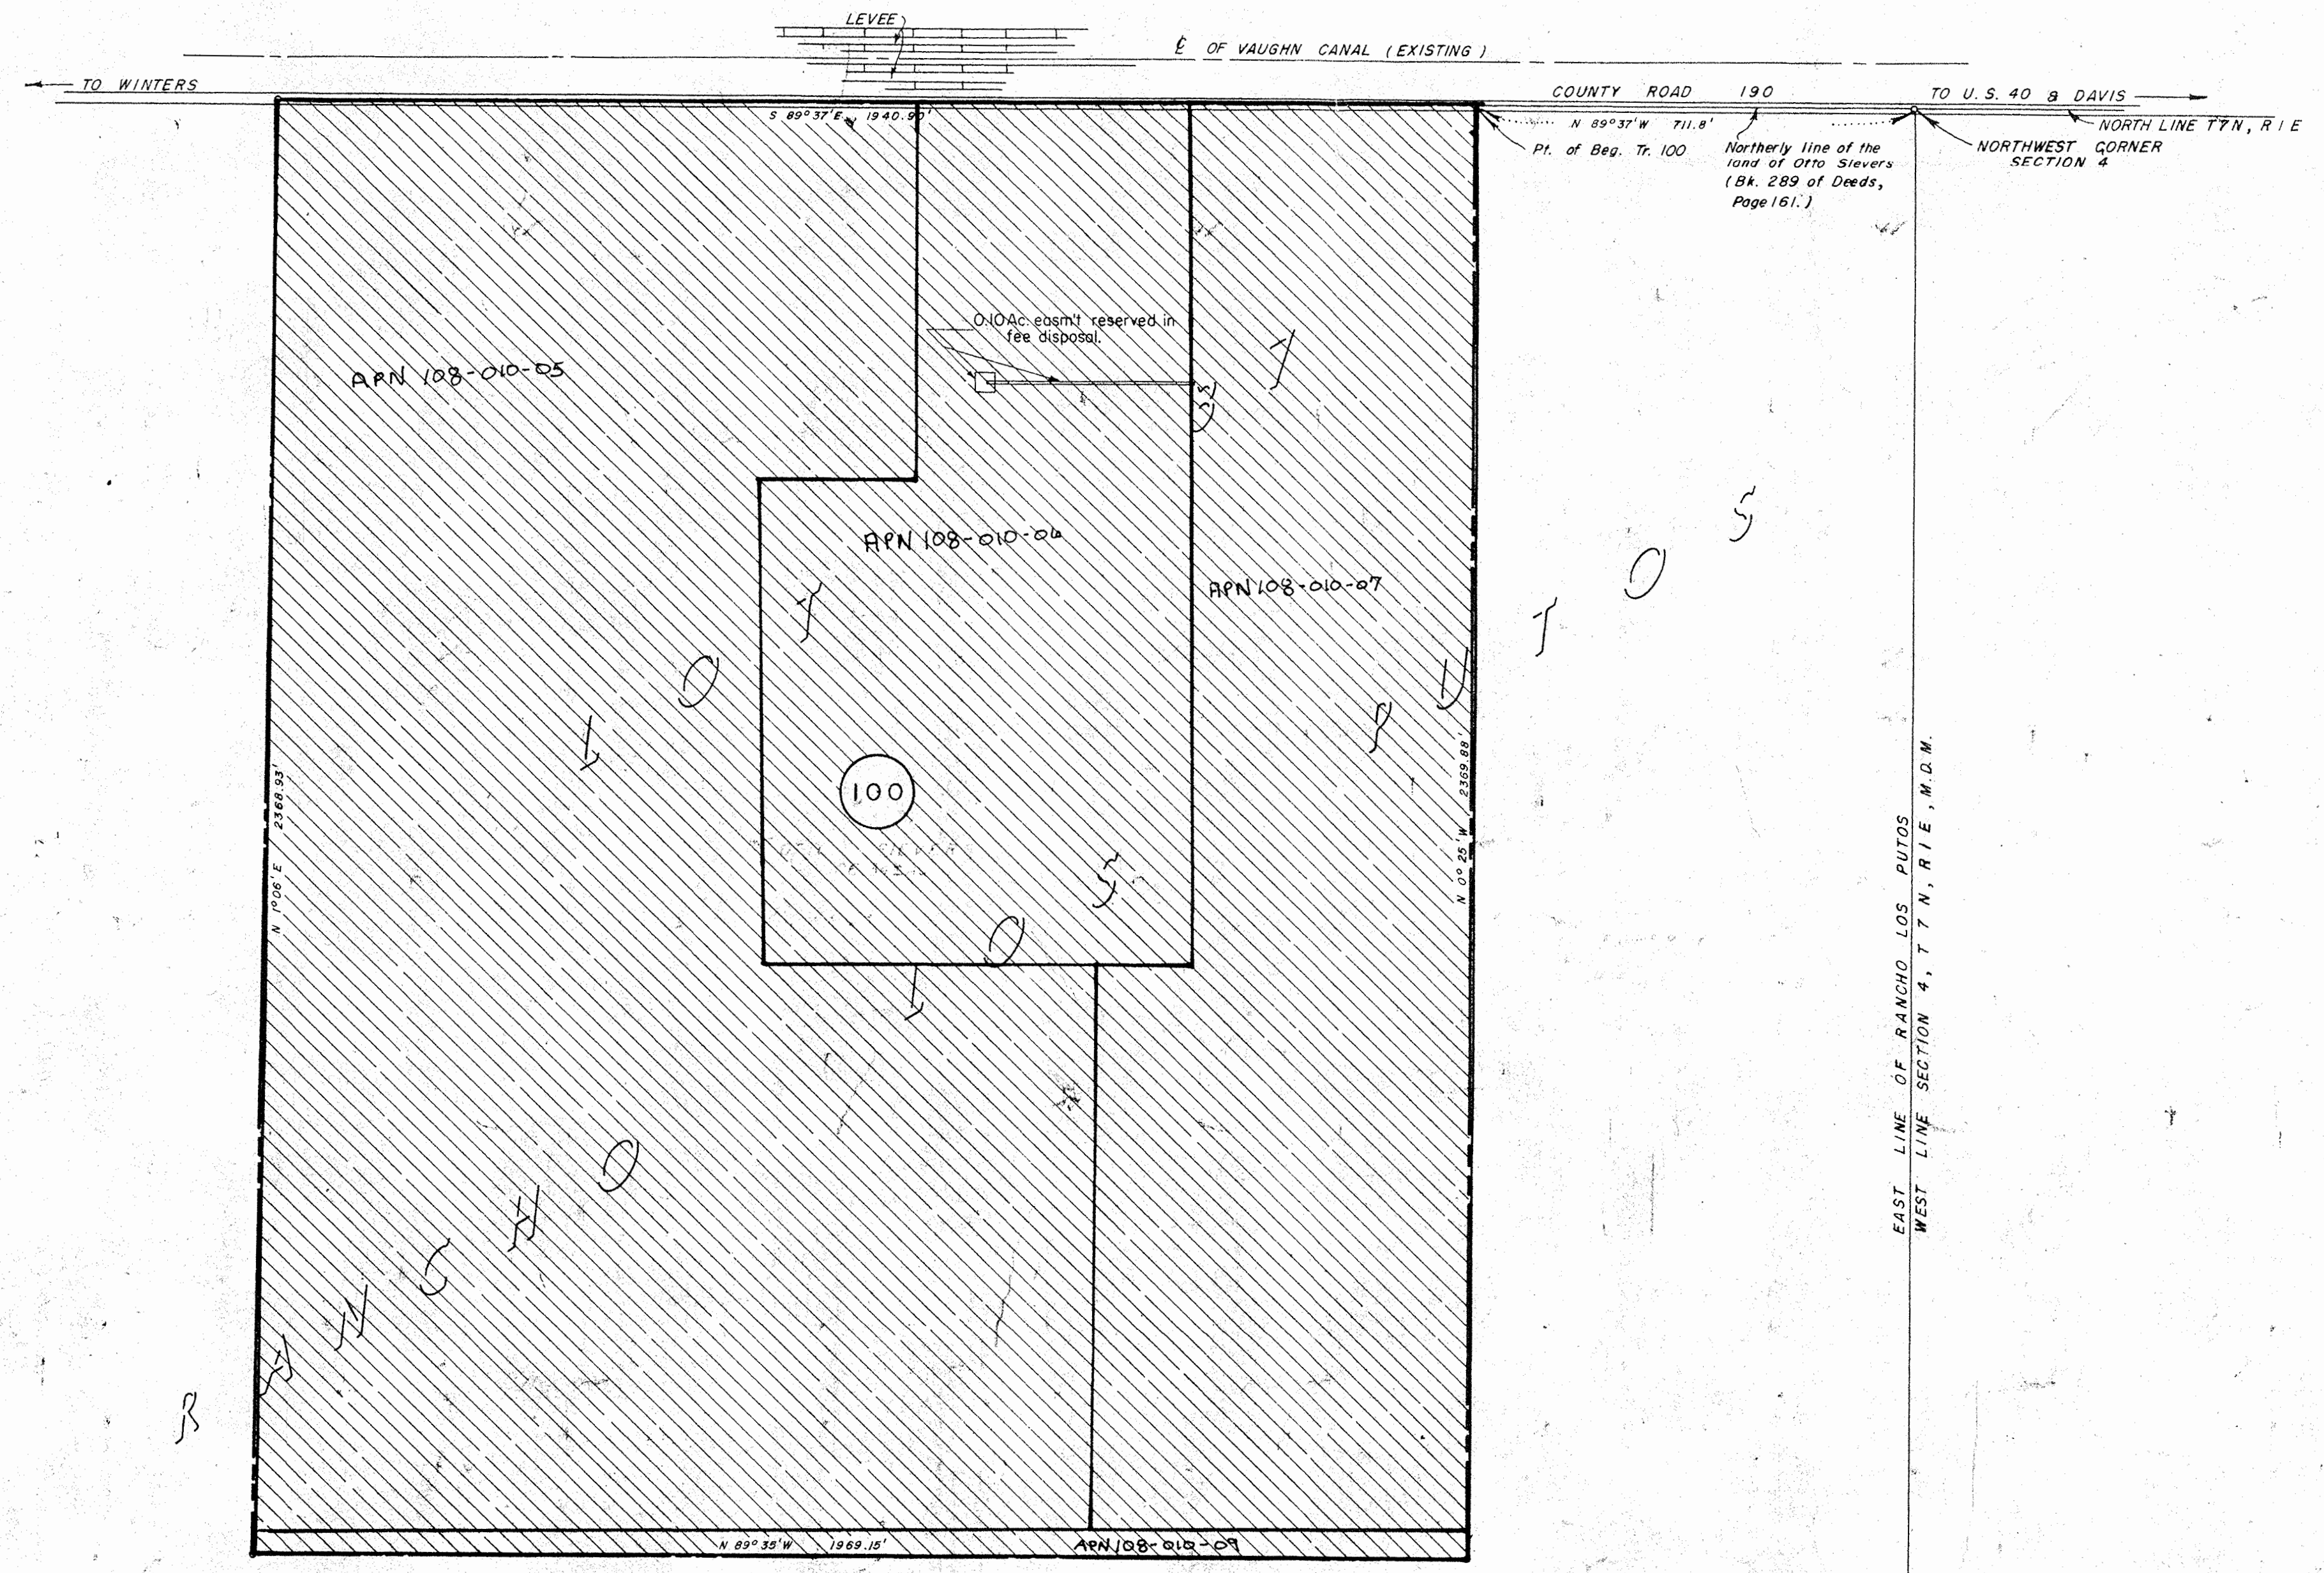 LEVEE
℄ OF VAUGHN CANAL (EXISTING)
TO WINTERS
COUNTY ROAD 190
TO U.S. 40 & DAVIS
S 89°37'E 1940.90'
N 89°37'W 711.8'
NORTH LINE T7N, R1E
Pt. of Beg. Tr. 100
Northerly line of the
land of Otto Sievers
(Bk. 289 of Deeds,
Page 161.)
NORTHWEST CORNER
SECTION 4
0.10Ac. easm't reserved in
fee disposal.
APN 108-010-05
APN 108-010-06
APN 108-010-07
L O T
100
L O S
P U T O S
R A N C H O
N 1°06'E 2368.93'
N 0°25'W 2369.88'
EAST LINE OF RANCHO LOS PUTOS
WEST LINE SECTION 4, T 7 N, R 1 E, M.D.M.
N 89°35'W 1969.15'
APN 108-010-09